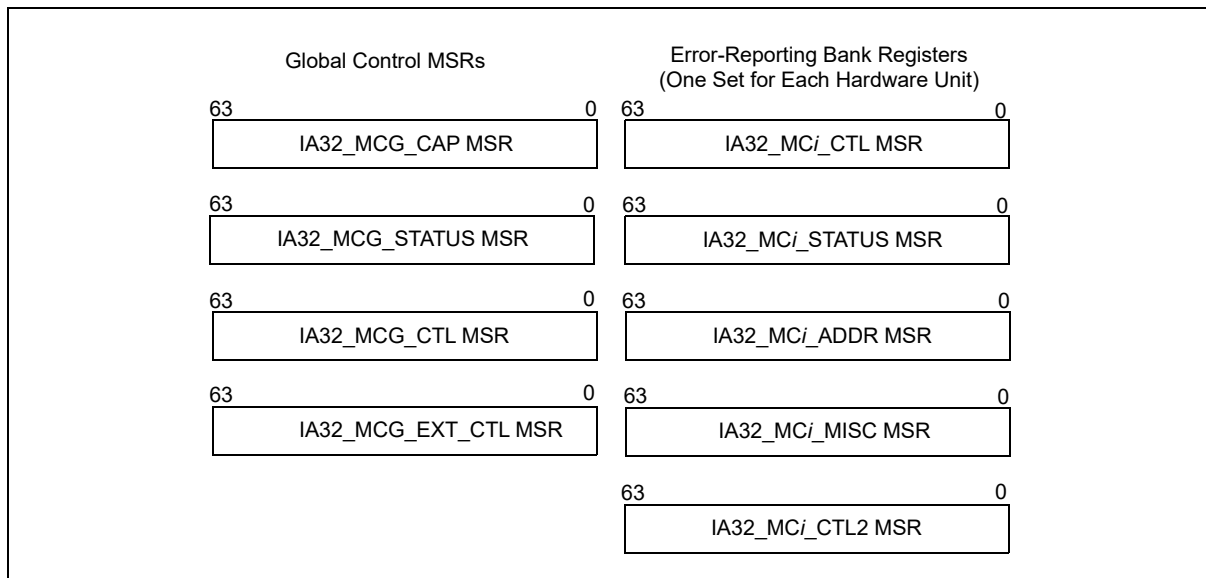 Global Control MSRs
63 0
IA32_MCG_CAP MSR
63 0
IA32_MCG_STATUS MSR
63 0
IA32_MCG_CTL MSR
63 0
IA32_MCG_EXT_CTL MSR
Error-Reporting Bank Registers
(One Set for Each Hardware Unit)
63 0
IA32_MCi_CTL MSR
63 0
IA32_MCi_STATUS MSR
63 0
IA32_MCi_ADDR MSR
63 0
IA32_MCi_MISC MSR
63 0
IA32_MCi_CTL2 MSR